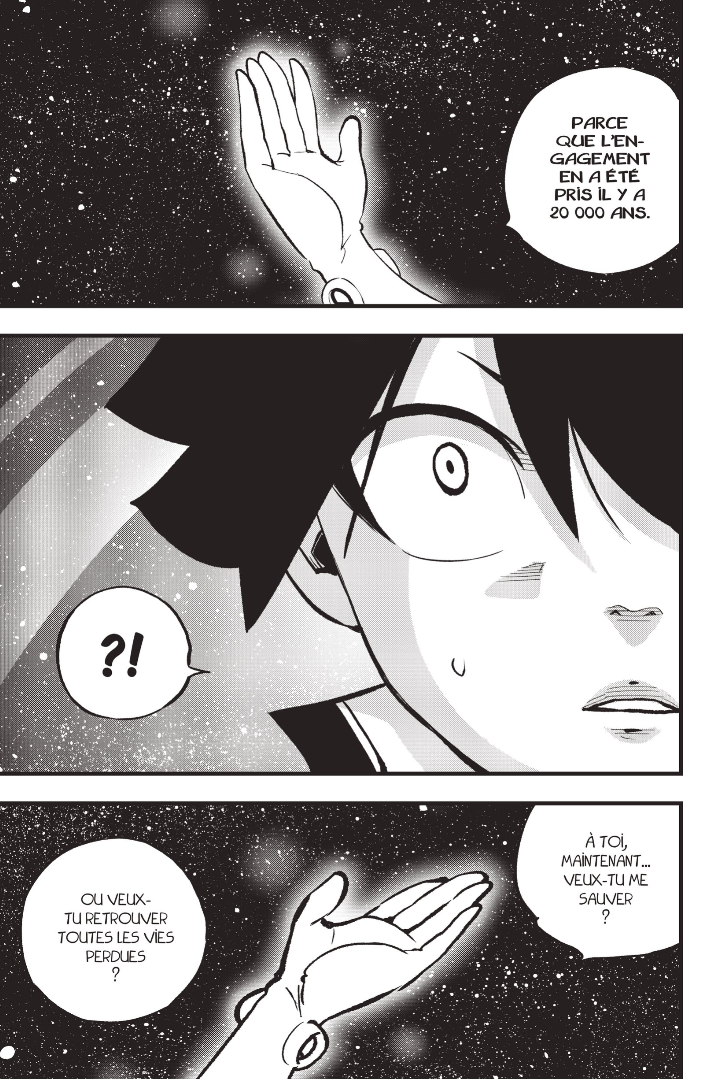 PARCE
QUE L'EN-
GAGEMENT
EN A ÉTÉ
PRIS IL Y A
20 000 ANS.
?!
À TOI,
MAINTENANT...
VEUX-TU ME
SAUVER
?
OU VEUX-
TU RETROUVER
TOUTES LES VIES
PERDUES
?